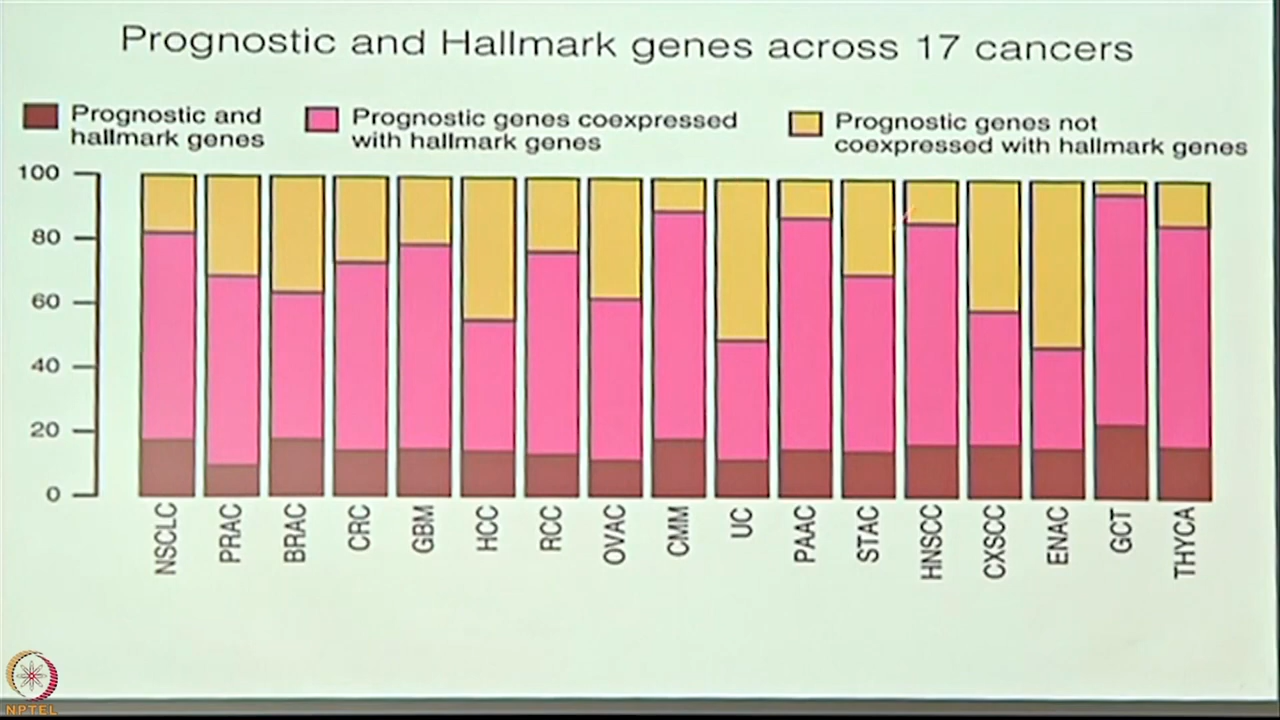 Prognostic and Hallmark genes across 17 cancers
Prognostic and
hallmark genes
Prognostic genes coexpressed
with hallmark genes
Prognostic genes not
coexpressed with hallmark genes
100
80
60
40
20
0
NSCLC
PRAC
BRAC
CRC
GBM
HCC
RCC
OVAC
CMM
UC
PAAC
STAC
HNSCC
CXSCC
ENAC
GCT
THYCA
NPTEL